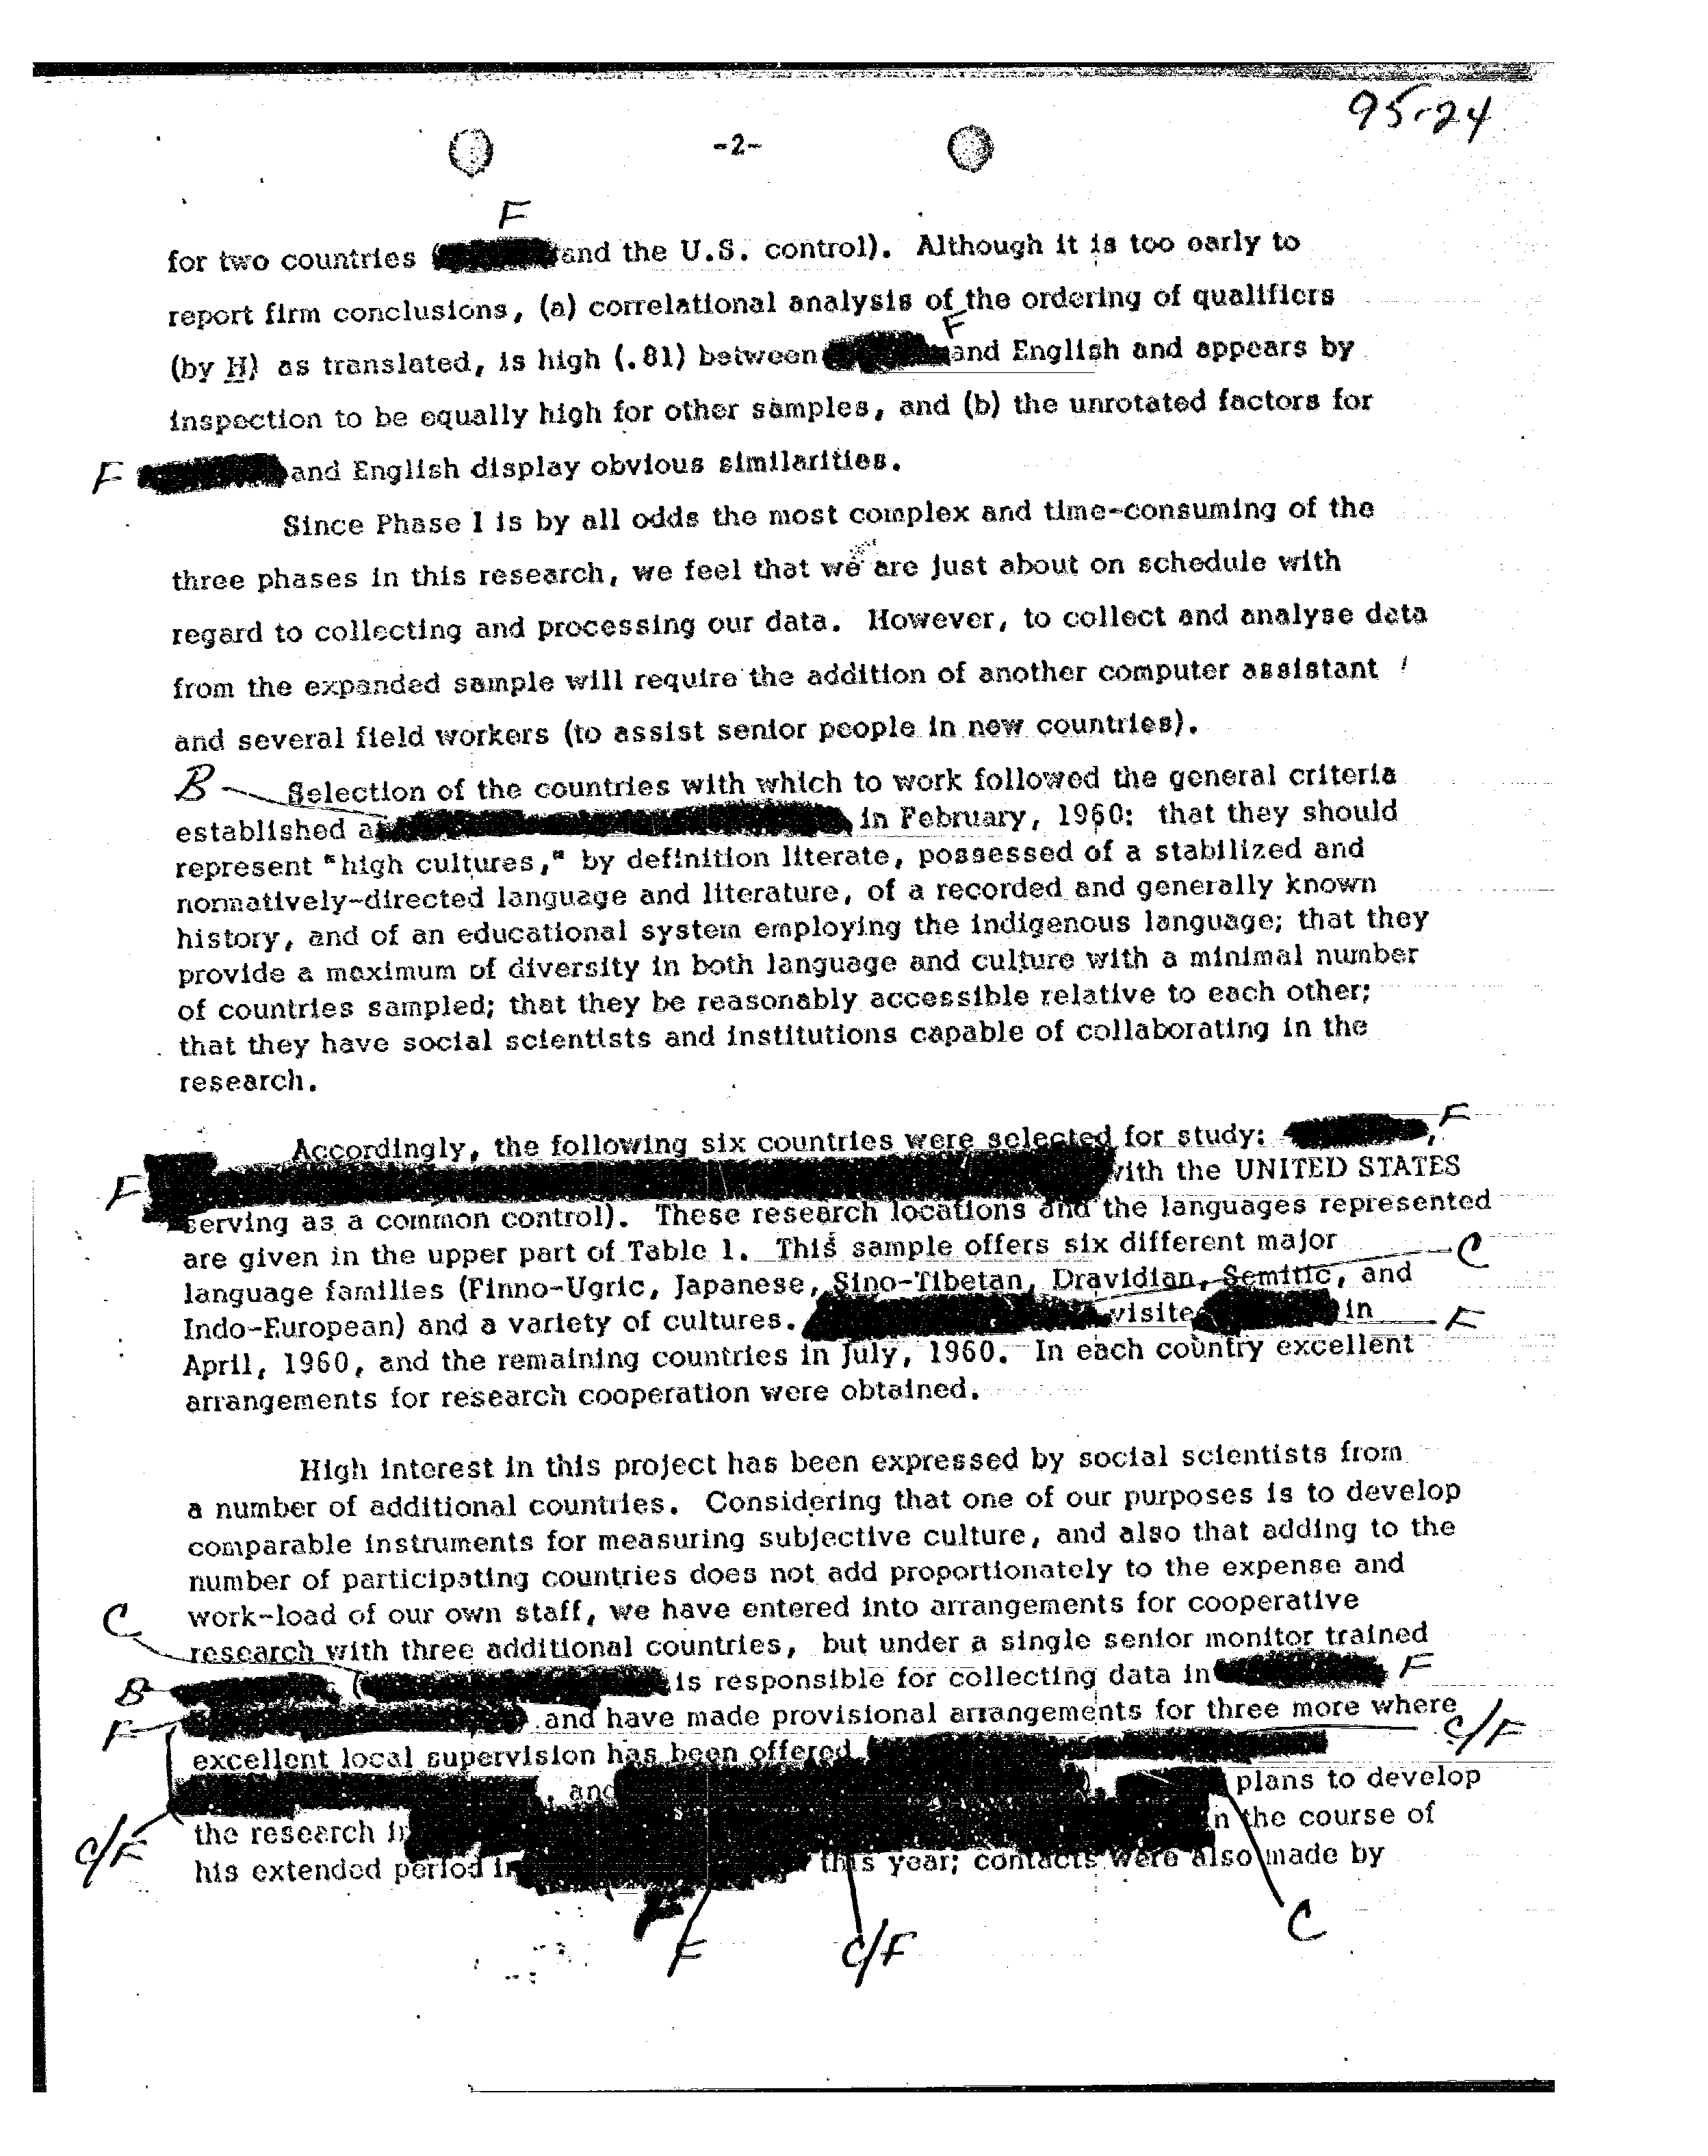 95-24
-2-
F
for two countries ( and the U.S. control). Although it is too early to
report firm conclusions, (a) correlational analysis of the ordering of qualifiers
F
(by H) as translated, is high (.81) between and English and appears by
inspection to be equally high for other samples, and (b) the unrotated factors for
F and English display obvious similarities.
Since Phase I is by all odds the most complex and time-consuming of the
three phases in this research, we feel that we are just about on schedule with
regard to collecting and processing our data. However, to collect and analyse data
from the expanded sample will require the addition of another computer assistant
and several field workers (to assist senior people in new countries).
B Selection of the countries with which to work followed the general criteria
established in February, 1960: that they should
represent "high cultures," by definition literate, possessed of a stabilized and
normatively-directed language and literature, of a recorded and generally known
history, and of an educational system employing the indigenous language; that they
provide a maximum of diversity in both language and culture with a minimal number
of countries sampled; that they be reasonably accessible relative to each other;
that they have social scientists and institutions capable of collaborating in the
research.
Accordingly, the following six countries were selected for study: , F
F with the UNITED STATES
serving as a common control). These research locations and the languages represented
are given in the upper part of Table 1. This sample offers six different major C
language families (Finno-Ugric, Japanese, Sino-Tibetan, Dravidian, Semitic, and
Indo-European) and a variety of cultures. visited in F
April, 1960, and the remaining countries in July, 1960. In each country excellent
arrangements for research cooperation were obtained.
High interest in this project has been expressed by social scientists from
a number of additional countries. Considering that one of our purposes is to develop
comparable instruments for measuring subjective culture, and also that adding to the
number of participating countries does not add proportionately to the expense and
C work-load of our own staff, we have entered into arrangements for cooperative
research with three additional countries, but under a single senior monitor trained
B ( is responsible for collecting data in F
F and have made provisional arrangements for three more where
excellent local supervision has been offered C/F
, and ), plans to develop
C/F the research in in the course of
his extended period in this year; contacts were also made by
F C/F C